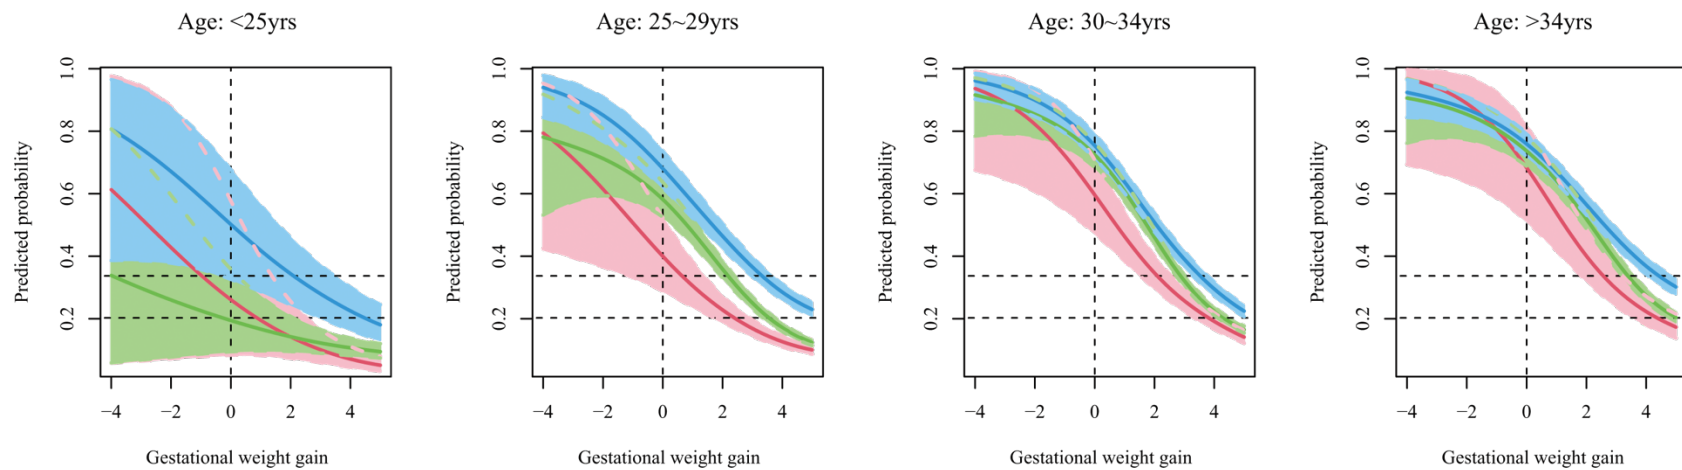 Age: <25yrs
Predicted probability
1.0
0.8
0.6
0.4
0.2
−4 −2 0 2 4
Gestational weight gain
Age: 25~29yrs
Predicted probability
1.0
0.8
0.6
0.4
0.2
−4 −2 0 2 4
Gestational weight gain
Age: 30~34yrs
Predicted probability
1.0
0.8
0.6
0.4
0.2
−4 −2 0 2 4
Gestational weight gain
Age: >34yrs
Predicted probability
1.0
0.8
0.6
0.4
0.2
−4 −2 0 2 4
Gestational weight gain